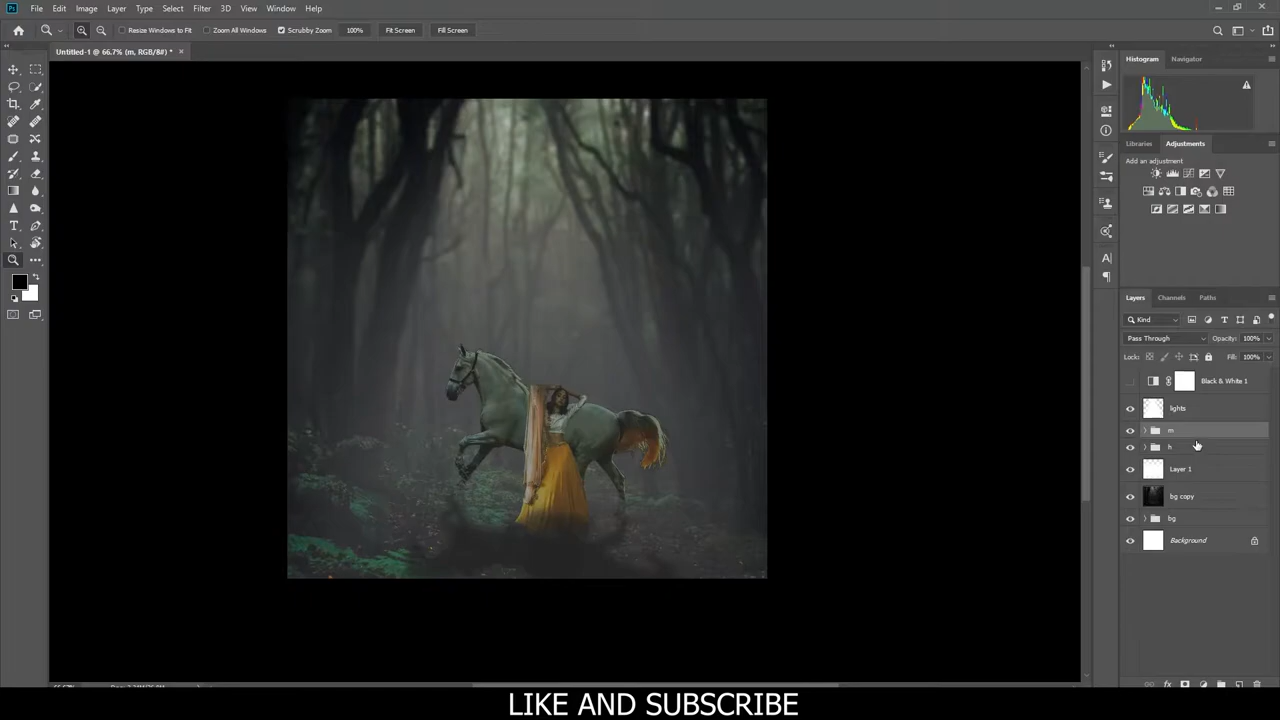 Ps File Edit Image Layer Type Select Filter 3D View Window Help
Resize Windows to Fit Zoom All Windows Scrubby Zoom 100% Fit Screen Fill Screen
Untitled-1 @ 66.7% (m, RGB/8#) *
Histogram Navigator
Libraries Adjustments
Add an adjustment
Layers Channels Paths
Kind
Pass Through Opacity: 100%
Lock: Fill: 100%
Black & White 1
lights
m
h
Layer 1
bg copy
bg
Background
LIKE AND SUBSCRIBE